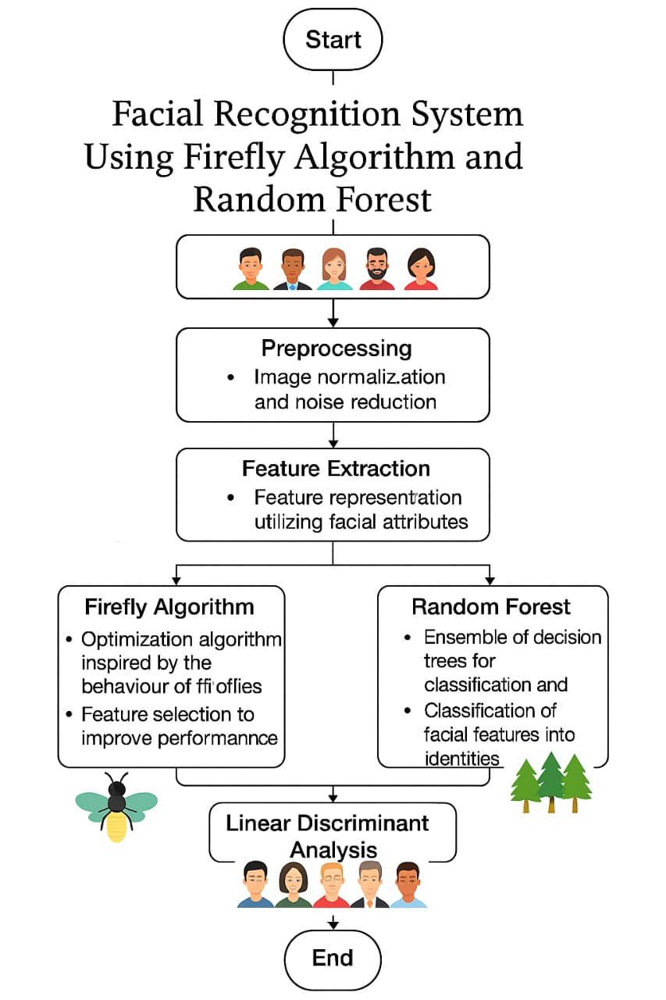 Start
Facial Recognition System
Using Firefly Algorithm and
Random Forest
Preprocessing
• Image normaliz.ation
and noise reduction
Feature Extraction
• Feature representation
utilizing facial attributes
Firefly Algorithm
• Optimization algorithm
inspired by the
behaviour of
• Feature selection to
improve performannce
Random Forest
• Ensemble of decision
trees for
classification and
• Classification of
facial features into
identities
Linear Discriminant
Analysis
End